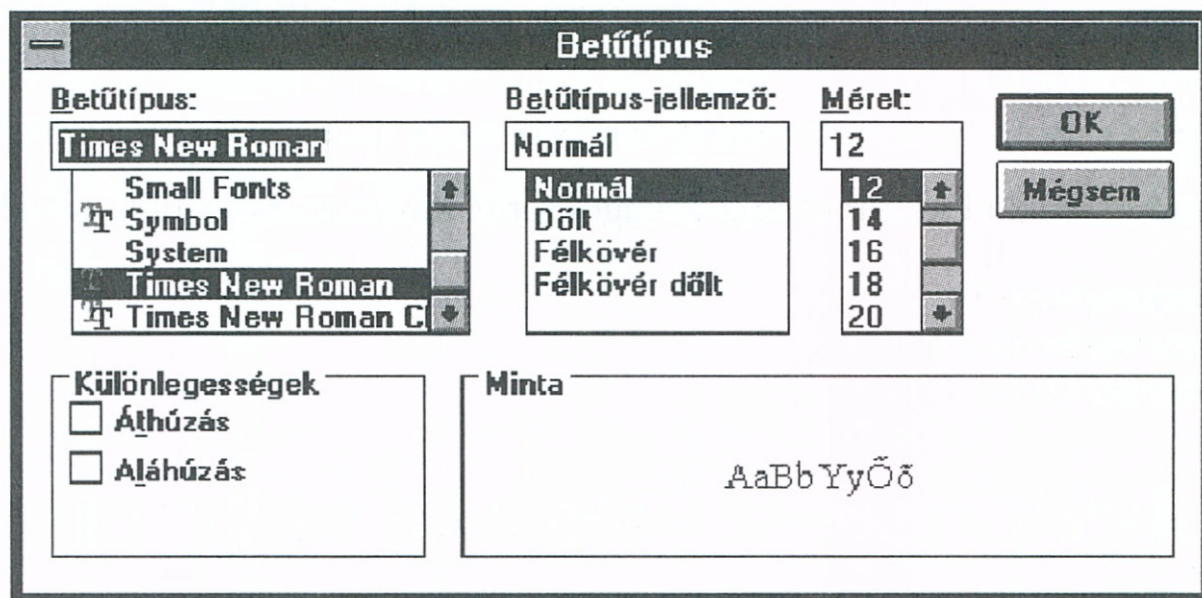 Betűtípus
Betűtípus:
Times New Roman
Small Fonts
Symbol
System
Times New Roman
Times New Roman
Betűtípus-jellemző:
Normál
Normál
Dőlt
Félkövér
Félkövér dőlt
Méret:
12
12
14
16
18
20
OK
Mégsem
Különlegességek
Áthúzás
Aláhúzás
Minta
AaBbYyŐő